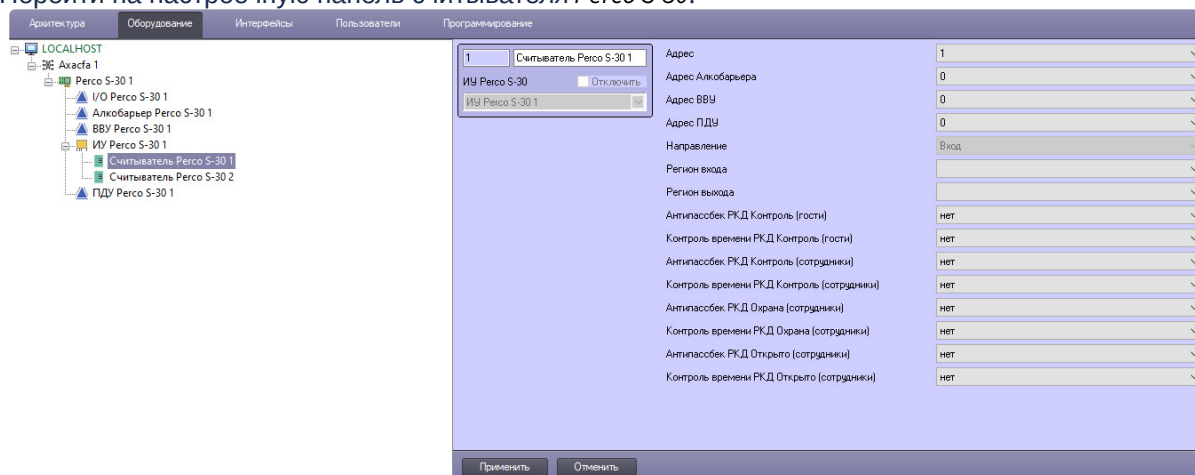 Перейти на настроечную панель считывателя Perco S-30.
Архитектура Оборудование Интерфейсы Пользователи Программирование
LOCALHOST
Axacfa 1
Perco S-30 1
I/O Perco S-30 1
Алкобарьер Perco S-30 1
ВВУ Perco S-30 1
ИУ Perco S-30 1
Считыватель Perco S-30 1
Считыватель Perco S-30 2
ПДУ Perco S-30 1
1 Считыватель Perco S-30 1
ИУ Perco S-30 Отключить
ИУ Perco S-30 1
Адрес 1
Адрес Алкобарьера 0
Адрес ВВУ 0
Адрес ПДУ 0
Направление Вход
Регион входа
Регион выхода
Антипассбек РКД Контроль (гости) нет
Контроль времени РКД Контроль (гости) нет
Антипассбек РКД Контроль (сотрудники) нет
Контроль времени РКД Контроль (сотрудники) нет
Антипассбек РКД Охрана (сотрудники) нет
Контроль времени РКД Охрана (сотрудники) нет
Антипассбек РКД Открыто (сотрудники) нет
Контроль времени РКД Открыто (сотрудники) нет
Применить Отменить